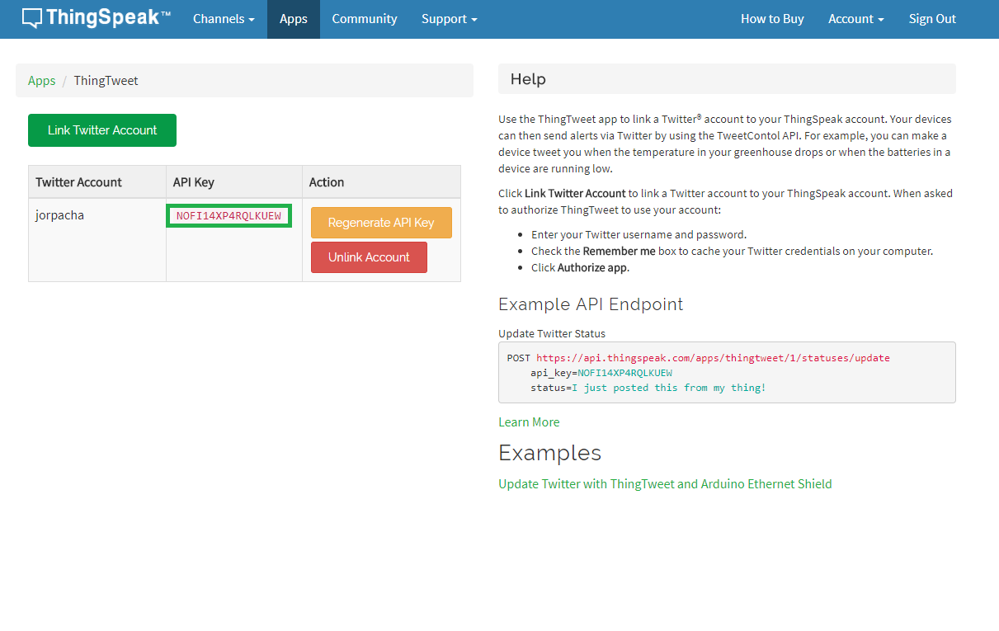 ThingSpeak™ Channels Apps Community Support How to Buy Account Sign Out
Apps / ThingTweet
Link Twitter Account
Twitter Account API Key Action
jorpacha NOFI14XP4RQLKUEW Regenerate API Key
Unlink Account
Help
Use the ThingTweet app to link a Twitter® account to your ThingSpeak account. Your devices
can then send alerts via Twitter by using the TweetContol API. For example, you can make a
device tweet you when the temperature in your greenhouse drops or when the batteries in a
device are running low.
Click Link Twitter Account to link a Twitter account to your ThingSpeak account. When asked
to authorize ThingTweet to use your account:
• Enter your Twitter username and password.
• Check the Remember me box to cache your Twitter credentials on your computer.
• Click Authorize app.
Example API Endpoint
Update Twitter Status
POST https://api.thingspeak.com/apps/thingtweet/1/statuses/update
api_key=NOFI14XP4RQLKUEW
status=I just posted this from my thing!
Learn More
Examples
Update Twitter with ThingTweet and Arduino Ethernet Shield